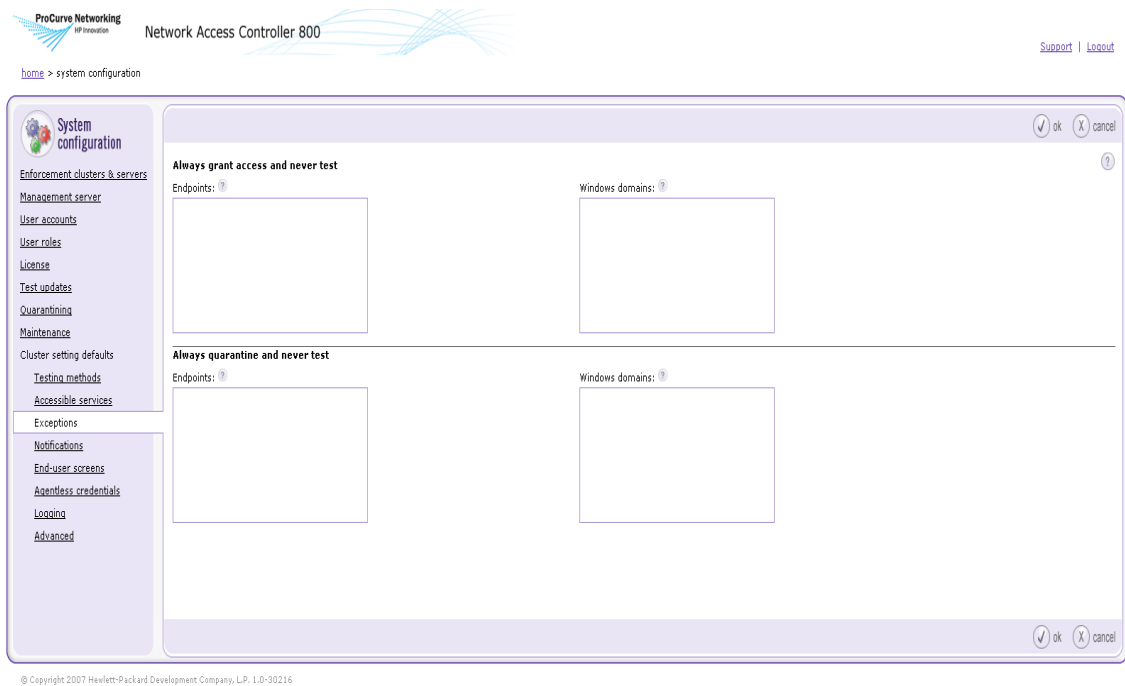 ProCurve Networking
HP Innovation
Network Access Controller 800
Support | Logout
home > system configuration
System
configuration
ok
cancel
Enforcement clusters & servers
Management server
User accounts
User roles
License
Test updates
Quarantining
Maintenance
Cluster setting defaults
Testing methods
Accessible services
Exceptions
Notifications
End-user screens
Agentless credentials
Logging
Advanced
?
Always grant access and never test
Endpoints: ?
Windows domains: ?
Always quarantine and never test
Endpoints: ?
Windows domains: ?
ok
cancel
© Copyright 2007 Hewlett-Packard Development Company, L.P. 1.0-30216